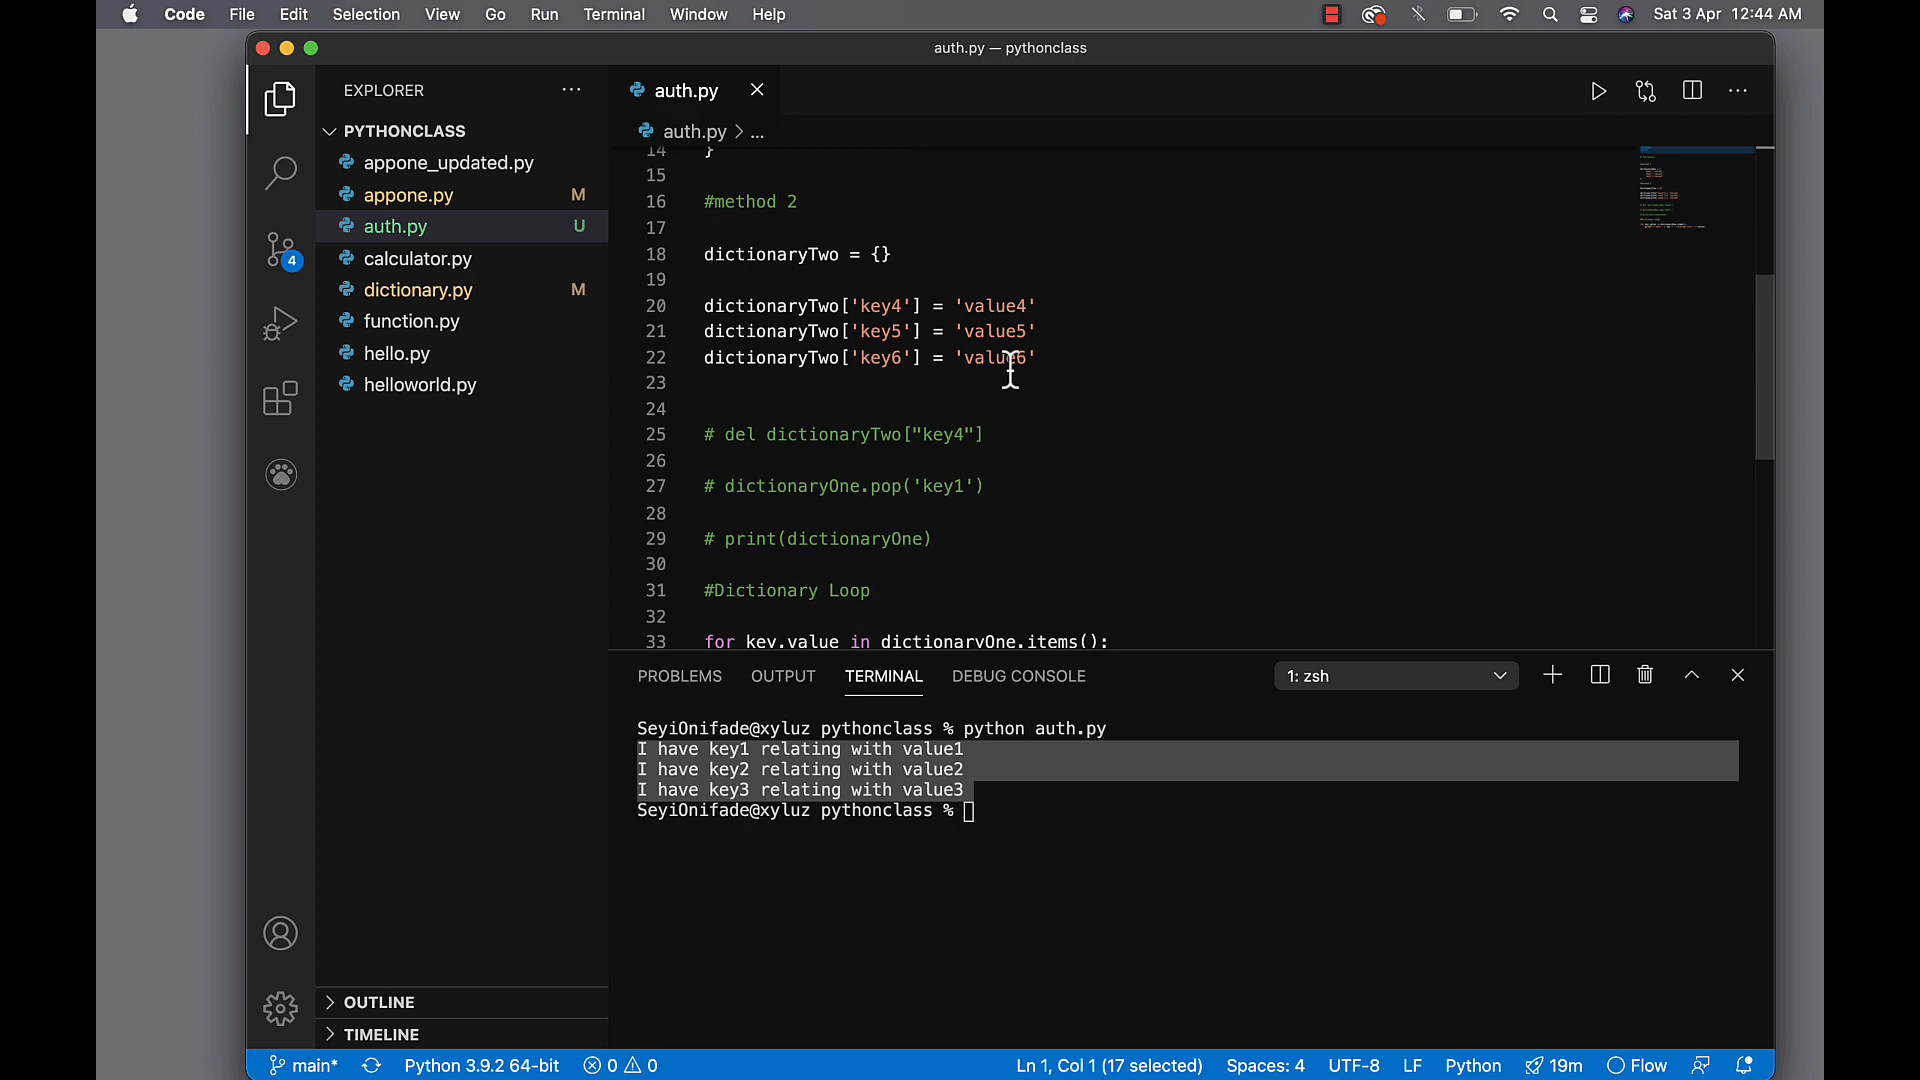 Code File Edit Selection View Go Run Terminal Window Help Sat 3 Apr 12:44 AM
auth.py — pythonclass
EXPLORER ···
PYTHONCLASS
appone_updated.py
appone.py M
auth.py U
calculator.py
dictionary.py M
function.py
hello.py
helloworld.py
4
OUTLINE
TIMELINE
auth.py
auth.py > ...
14 }
15
16 #method 2
17
18 dictionaryTwo = {}
19
20 dictionaryTwo['key4'] = 'value4'
21 dictionaryTwo['key5'] = 'value5'
22 dictionaryTwo['key6'] = 'value6'
23
24
25 # del dictionaryTwo["key4"]
26
27 # dictionaryOne.pop('key1')
28
29 # print(dictionaryOne)
30
31 #Dictionary Loop
32
33 for key,value in dictionaryOne.items():
PROBLEMS OUTPUT TERMINAL DEBUG CONSOLE 1: zsh
SeyiOnifade@xyluz pythonclass % python auth.py
I have key1 relating with value1
I have key2 relating with value2
I have key3 relating with value3
SeyiOnifade@xyluz pythonclass %
main* Python 3.9.2 64-bit 0 0 Ln 1, Col 1 (17 selected) Spaces: 4 UTF-8 LF Python 19m Flow